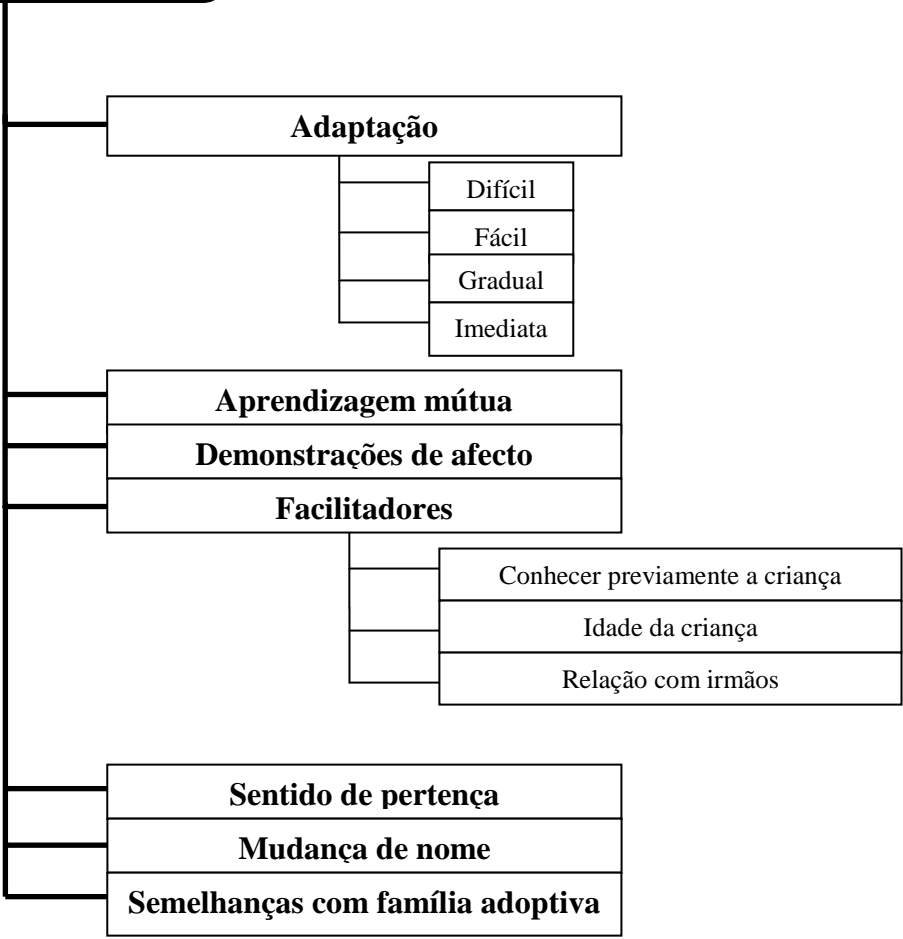 Adaptação
Difícil
Fácil
Gradual
Imediata
Aprendizagem mútua
Demonstrações de afecto
Facilitadores
Conhecer previamente a criança
Idade da criança
Relação com irmãos
Sentido de pertença
Mudança de nome
Semelhanças com família adoptiva